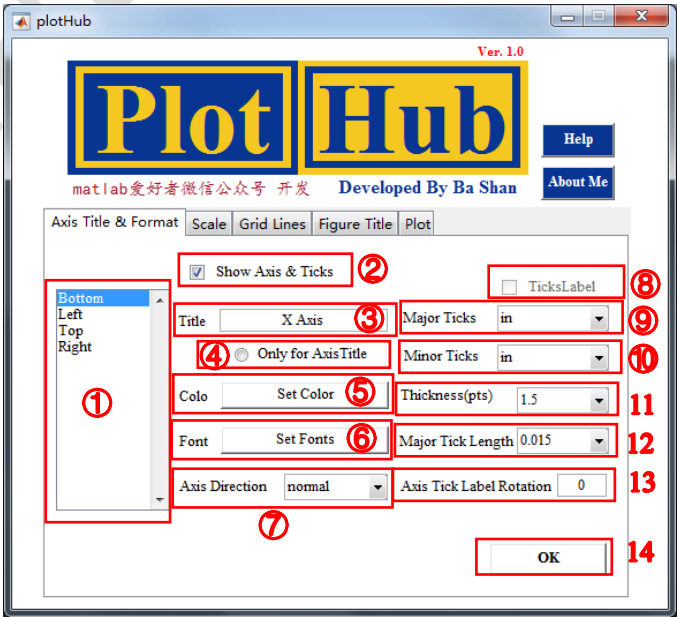 plotHub
Ver. 1.0
Plot Hub
Help
matlab爱好者微信公众号 开发 Developed By Ba Shan
About Me
Axis Title & Format Scale Grid Lines Figure Title Plot
Show Axis & Ticks ②
TicksLabel ⑧
Bottom
Left
Top
Right
①
Title X Axis ③
Major Ticks in ⑨
④ Only for AxisTitle
Minor Ticks in ⑩
Colo Set Color ⑤
Thickness(pts) 1.5 11
Font Set Fonts ⑥
Major Tick Length 0.015 12
Axis Direction normal
⑦
Axis Tick Label Rotation 0 13
OK 14